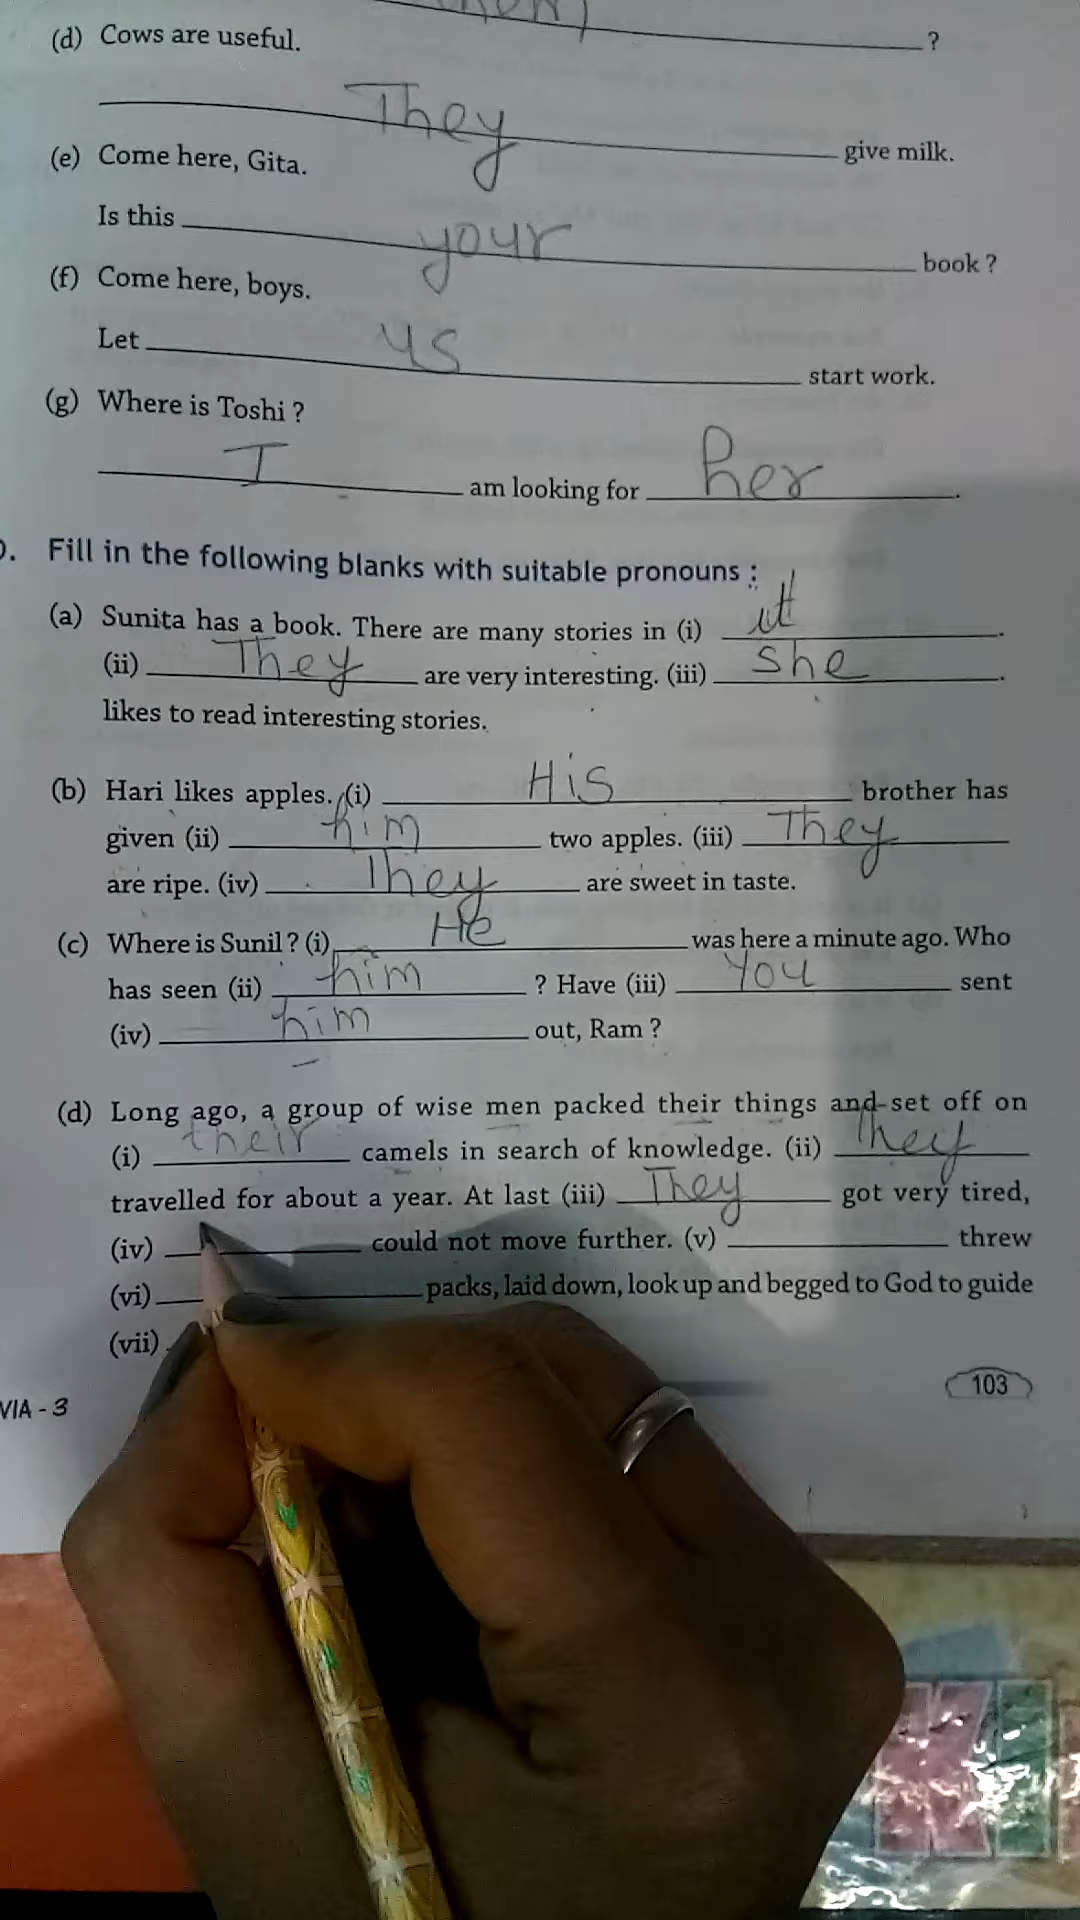 (d) Cows are useful. ?
They give milk.
(e) Come here, Gita.
Is this your book ?
(f) Come here, boys.
Let us start work.
(g) Where is Toshi ?
I am looking for her.
Fill in the following blanks with suitable pronouns :
(a) Sunita has a book. There are many stories in (i) it.
(ii) They are very interesting. (iii) she.
likes to read interesting stories.
(b) Hari likes apples. (i) His brother has
given (ii) him two apples. (iii) They
are ripe. (iv) They are sweet in taste.
(c) Where is Sunil ? (i) He was here a minute ago. Who
has seen (ii) him ? Have (iii) You sent
(iv) him out, Ram ?
(d) Long ago, a group of wise men packed their things and set off on
(i) their camels in search of knowledge. (ii) They
travelled for about a year. At last (iii) They got very tired,
(iv) could not move further. (v) threw
(vi) packs, laid down, look up and begged to God to guide
(vii)
103
VIA - 3